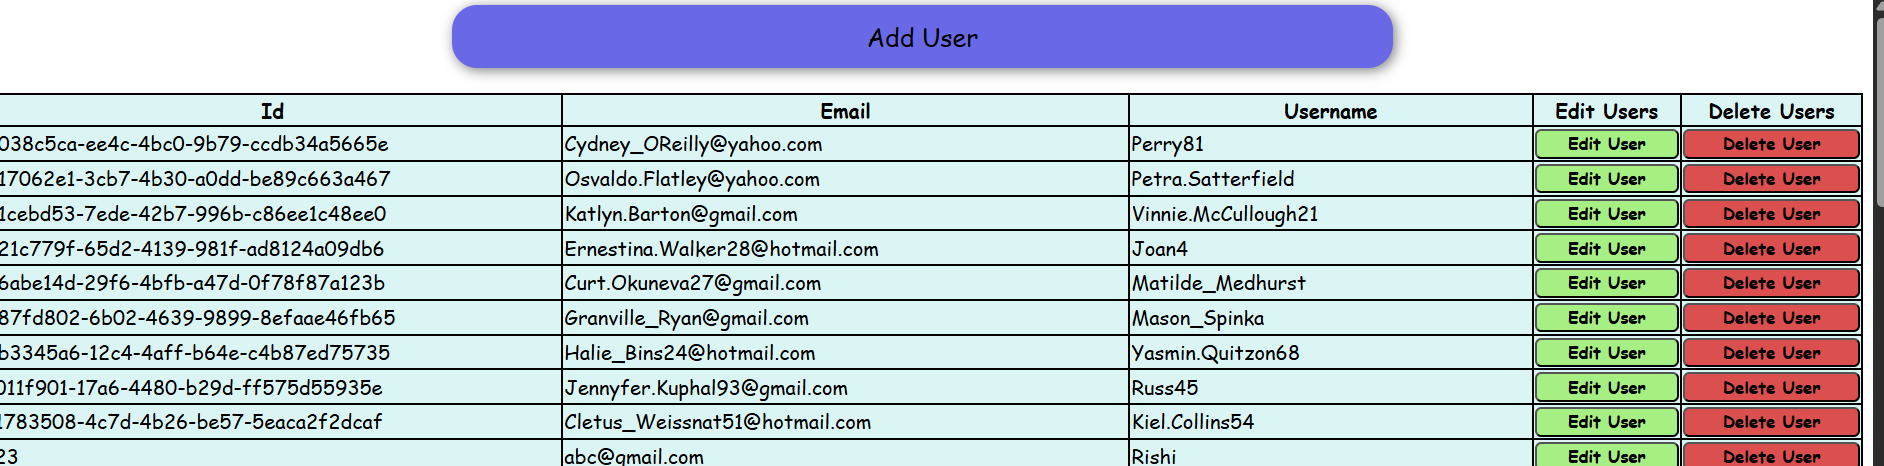 Add User
Id Email Username Edit Users Delete Users
038c5ca-ee4c-4bc0-9b79-ccdb34a5665e Cydney_OReilly@yahoo.com Perry81 Edit User Delete User
17062e1-3cb7-4b30-a0dd-be89c663a467 Osvaldo.Flatley@yahoo.com Petra.Satterfield Edit User Delete User
1cebd53-7ede-42b7-996b-c86ee1c48ee0 Katlyn.Barton@gmail.com Vinnie.McCullough21 Edit User Delete User
21c779f-65d2-4139-981f-ad8124a09db6 Ernestina.Walker28@hotmail.com Joan4 Edit User Delete User
6abe14d-29f6-4bfb-a47d-0f78f87a123b Curt.Okuneva27@gmail.com Matilde_Medhurst Edit User Delete User
87fd802-6b02-4639-9899-8efaae46fb65 Granville_Ryan@gmail.com Mason_Spinka Edit User Delete User
b3345a6-12c4-4aff-b64e-c4b87ed75735 Halie_Bins24@hotmail.com Yasmin.Quitzon68 Edit User Delete User
011f901-17a6-4480-b29d-ff575d55935e Jennyfer.Kuphal93@gmail.com Russ45 Edit User Delete User
1783508-4c7d-4b26-be57-5eaca2f2dcaf Cletus_Weissnat51@hotmail.com Kiel.Collins54 Edit User Delete User
23 abc@gmail.com Rishi Edit User Delete User